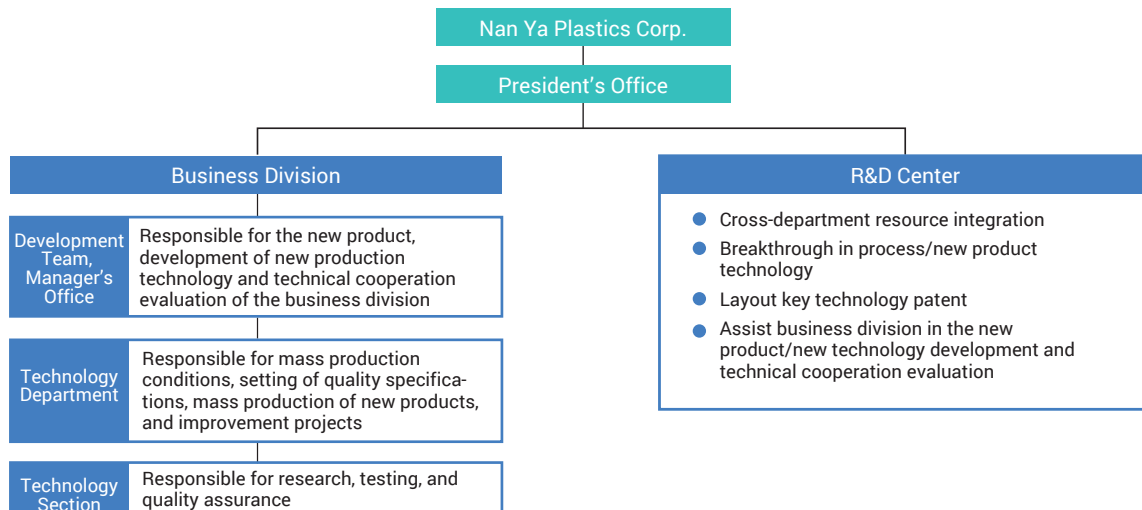 Nan Ya Plastics Corp.
President's Office
Business Division
Development
Team,
Manager's
Office
Responsible for the new product,
development of new production
technology and technical cooperation
evaluation of the business division
Technology
Department
Responsible for mass production
conditions, setting of quality specifica-
tions, mass production of new products,
and improvement projects
Technology
Section
Responsible for research, testing, and
quality assurance
R&D Center
Cross-department resource integration
Breakthrough in process/new product
technology
Layout key technology patent
Assist business division in the new
product/new technology development and
technical cooperation evaluation